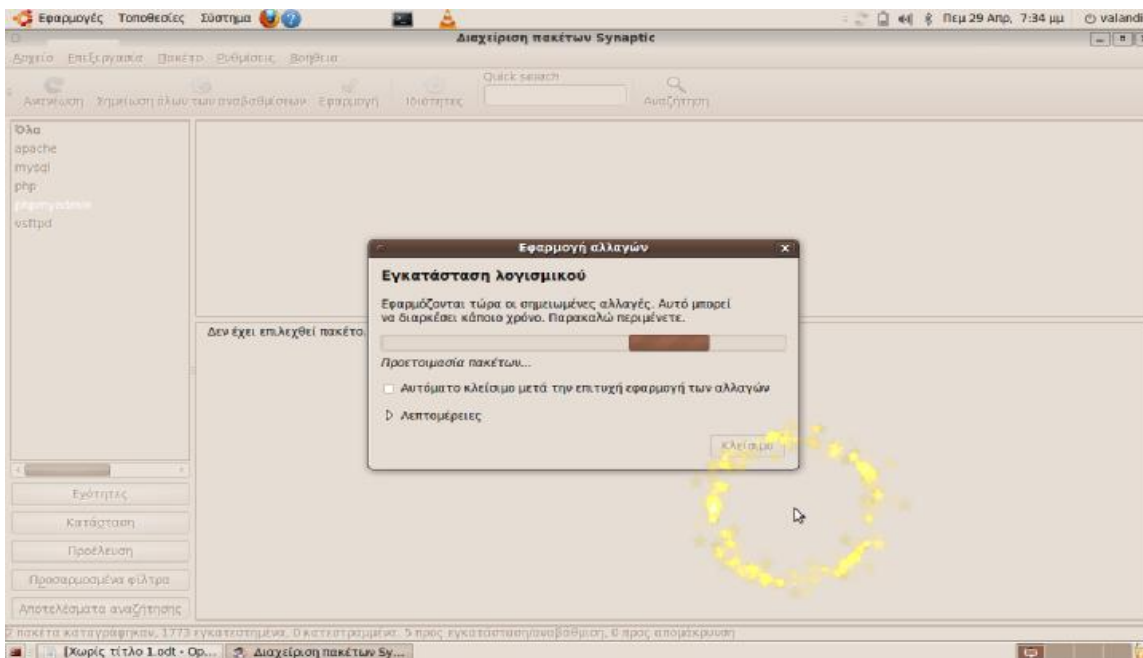 Εφαρμογές Τοποθεσίες Σύστημα
Πεμ 29 Απρ, 7:34 μμ valandi
Διαχείριση πακέτων Synaptic
Αρχείο Επεξεργασία Πακέτο Ρυθμίσεις Βοήθεια
Quick search
Ανανέωση Σημείωση όλων των αναβαθμίσεων Εφαρμογή Ιδιότητες Αναζήτηση
Όλα
apache
mysql
php
phpmyadmin
vsftpd
Εφαρμογή αλλαγών
Εγκατάσταση λογισμικού
Εφαρμόζονται τώρα οι σημειωμένες αλλαγές. Αυτό μπορεί
να διαρκέσει κάποιο χρόνο. Παρακαλώ περιμένετε.
Δεν έχει επιλεχθεί πακέτο.
Προετοιμασία πακέτων...
Αυτόματο κλείσιμο μετά την επιτυχή εφαρμογή των αλλαγών
Λεπτομέρειες
Κλείσιμο
Ενότητες
Κατάσταση
Προέλευση
Προσαρμοσμένα φίλτρα
Αποτελέσματα αναζήτησης
πακέτα καταγράφηκαν, 1773 εγκατεστημένα, 0 κατεστραμμένα. 5 προς εγκατάσταση/αναβάθμιση, 0 προς απομάκρυνση
[Χωρίς τίτλο 1.odt - Op... Διαχείριση πακέτων Sy...